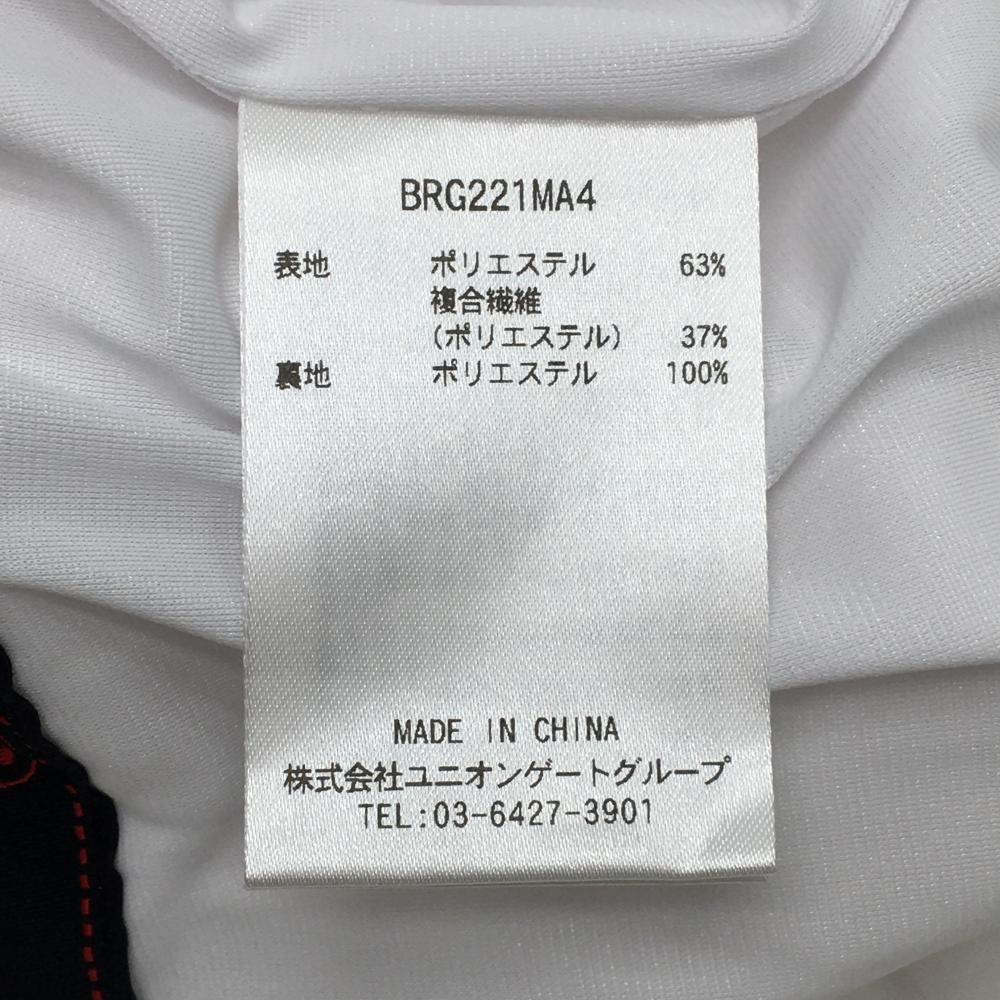 BRG221MA4
表地 ポリエステル 63%
複合繊維
(ポリエステル) 37%
裏地 ポリエステル 100%
MADE IN CHINA
株式会社ユニオンゲートグループ
TEL:03-6427-3901